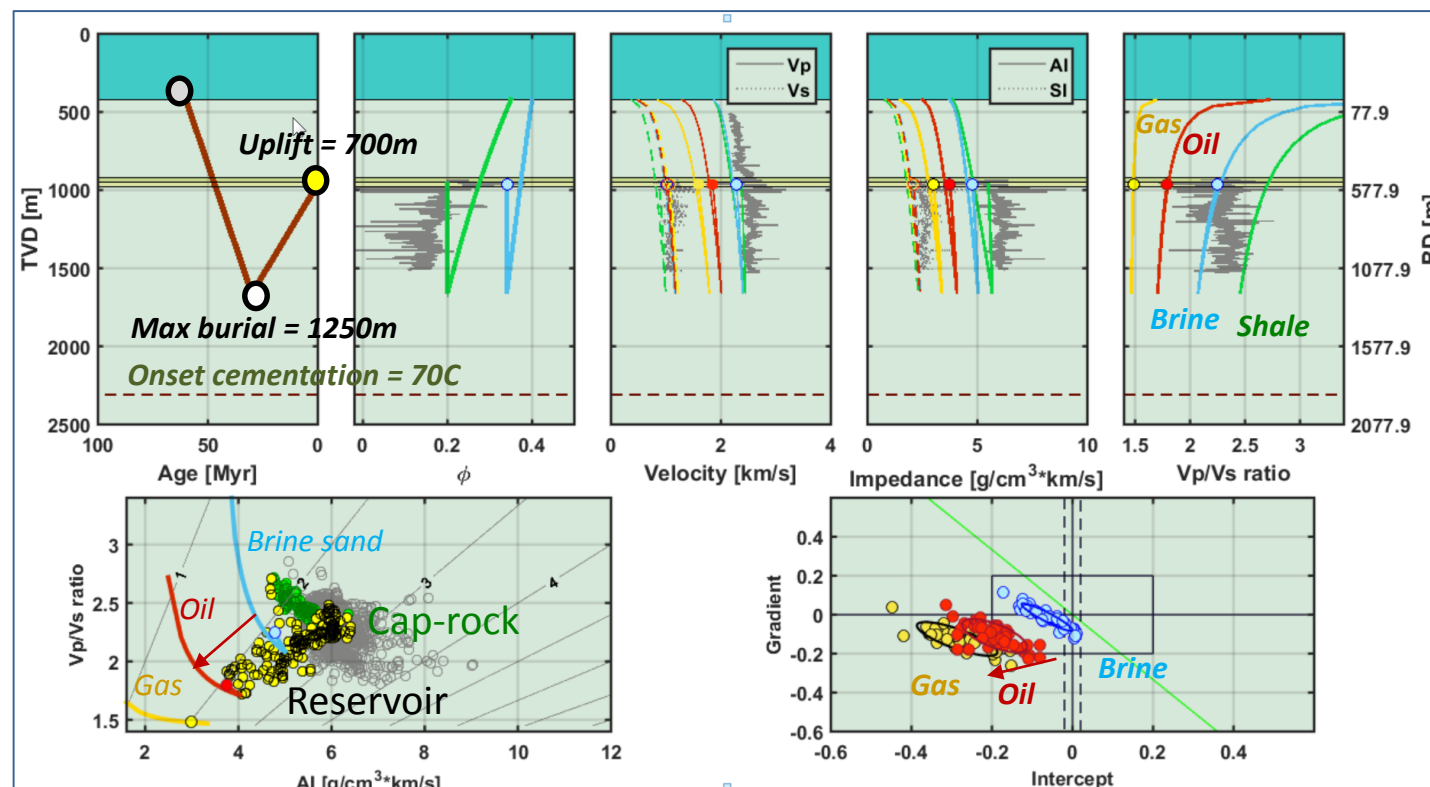 0
500
1000
1500
2000
2500
TVD [m]
Uplift = 700m
Max burial = 1250m
Onset cementation = 70C
100
50
0
Age [Myr]
0
0.2
0.4
ϕ
Vp
Vs
0
2
4
Velocity [km/s]
AI
SI
0
5
10
Impedance [g/cm³*km/s]
Gas
Oil
Brine
Shale
1.5
2
2.5
3
Vp/Vs ratio
77.9
577.9
1077.9
1577.9
2077.9
BD [m]
3
2.5
2
1.5
Vp/Vs ratio
1
2
3
4
Brine sand
Oil
Cap-rock
Gas
Reservoir
2
4
6
8
10
12
AI [g/cm³*km/s]
0.4
0.2
0
-0.2
-0.4
-0.6
Gradient
Gas
Oil
Brine
-0.6
-0.4
-0.2
0
0.2
0.4
Intercept